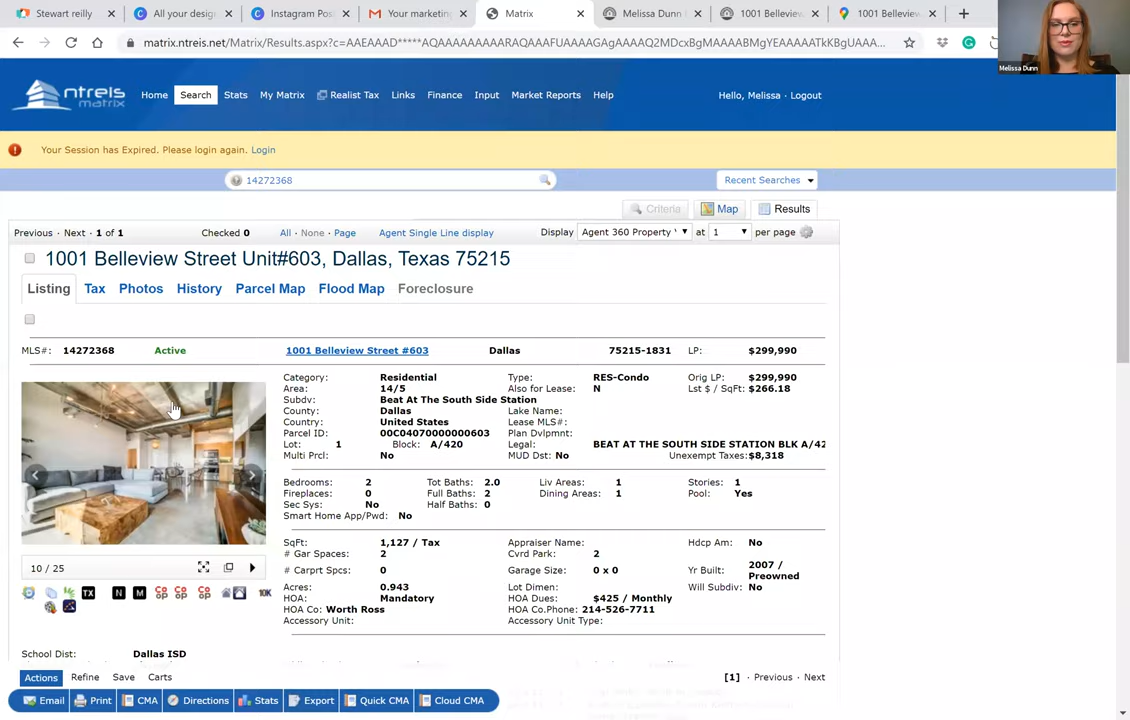 Stewart reilly
All your desig
Instagram Pos
Your marketin
Matrix
Melissa Dunn
1001 Bellevie
1001 Bellevie
matrix.ntreis.net/Matrix/Results.aspx?c=AAEAAAD*****AQAAAAAAAAARAQAAAFUAAAAGAgAAAAQ2MDcxBgMAAAABMgYEAAAAATkKBgUAAA...
Melissa Dunn
ntreis
matrix
Home Search Stats My Matrix Realist Tax Links Finance Input Market Reports Help
Hello, Melissa · Logout
Your Session has Expired. Please login again. Login
14272368
Recent Searches
Criteria Map Results
Previous · Next · 1 of 1 Checked 0 All · None · Page Agent Single Line display Display Agent 360 Property at 1 per page
1001 Belleview Street Unit#603, Dallas, Texas 75215
Listing Tax Photos History Parcel Map Flood Map Foreclosure
MLS#: 14272368 Active 1001 Belleview Street #603 Dallas 75215-1831 LP: $299,990
Category: Residential Type: RES-Condo Orig LP: $299,990
Area: 14/5 Also for Lease: N Lst $ / SqFt: $266.18
Subdv: Beat At The South Side Station
County: Dallas Lake Name:
Country: United States Lease MLS#:
Parcel ID: 00C04070000000603 Plan Dvlpmnt:
Lot: 1 Block: A/420 Legal: BEAT AT THE SOUTH SIDE STATION BLK A/42
Multi Prcl: No MUD Dst: No Unexempt Taxes: $8,318
Bedrooms: 2 Tot Baths: 2.0 Liv Areas: 1 Stories: 1
Fireplaces: 0 Full Baths: 2 Dining Areas: 1 Pool: Yes
Sec Sys: No Half Baths: 0
Smart Home App/Pwd: No
SqFt: 1,127 / Tax Appraiser Name: Hdcp Am: No
# Gar Spaces: 2 Cvrd Park: 2
# Carprt Spcs: 0 Garage Size: 0 x 0 Yr Built: 2007 / Preowned
Acres: 0.943 Lot Dimen: Will Subdiv: No
HOA: Mandatory HOA Dues: $425 / Monthly
HOA Co: Worth Ross HOA Co.Phone: 214-526-7711
Accessory Unit: Accessory Unit Type:
10 / 25
TX N M CO OP CO OP CO OP 10K
School Dist: Dallas ISD
Actions Refine Save Carts
[1] · Previous · Next
Email Print CMA Directions Stats Export Quick CMA Cloud CMA